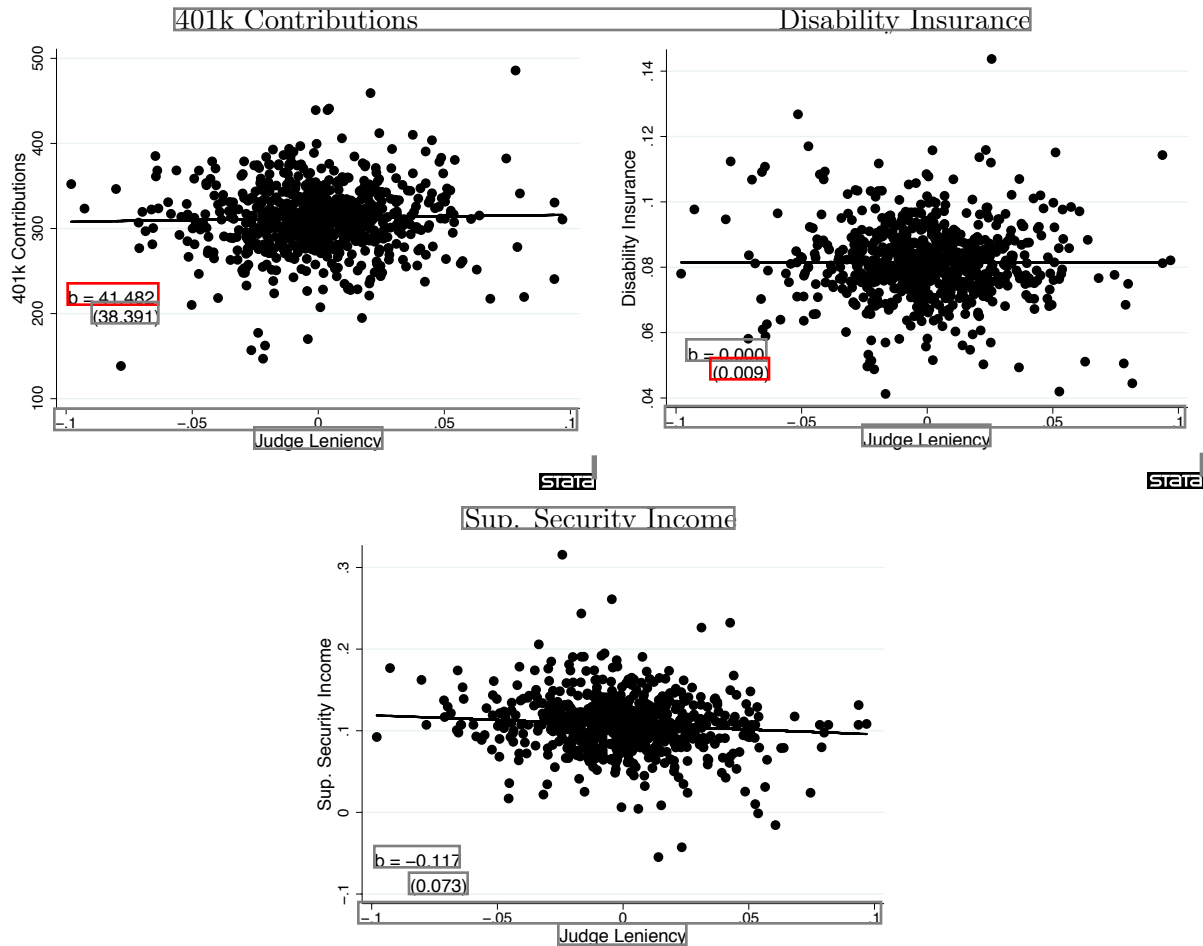 401k Contributions
Disability Insurance
500
400
300
200
100
401k Contributions
b = 41.482
(38.391)
−.1 −.05 0 .05 .1
Judge Leniency
stata
.14
.12
.1
.08
.06
.04
Disability Insurance
b = 0.000
(0.009)
−.1 −.05 0 .05 .1
Judge Leniency
stata
Sup. Security Income
.3
.2
.1
0
−.1
Sup. Security Income
b = −0.117
(0.073)
−.1 −.05 0 .05 .1
Judge Leniency